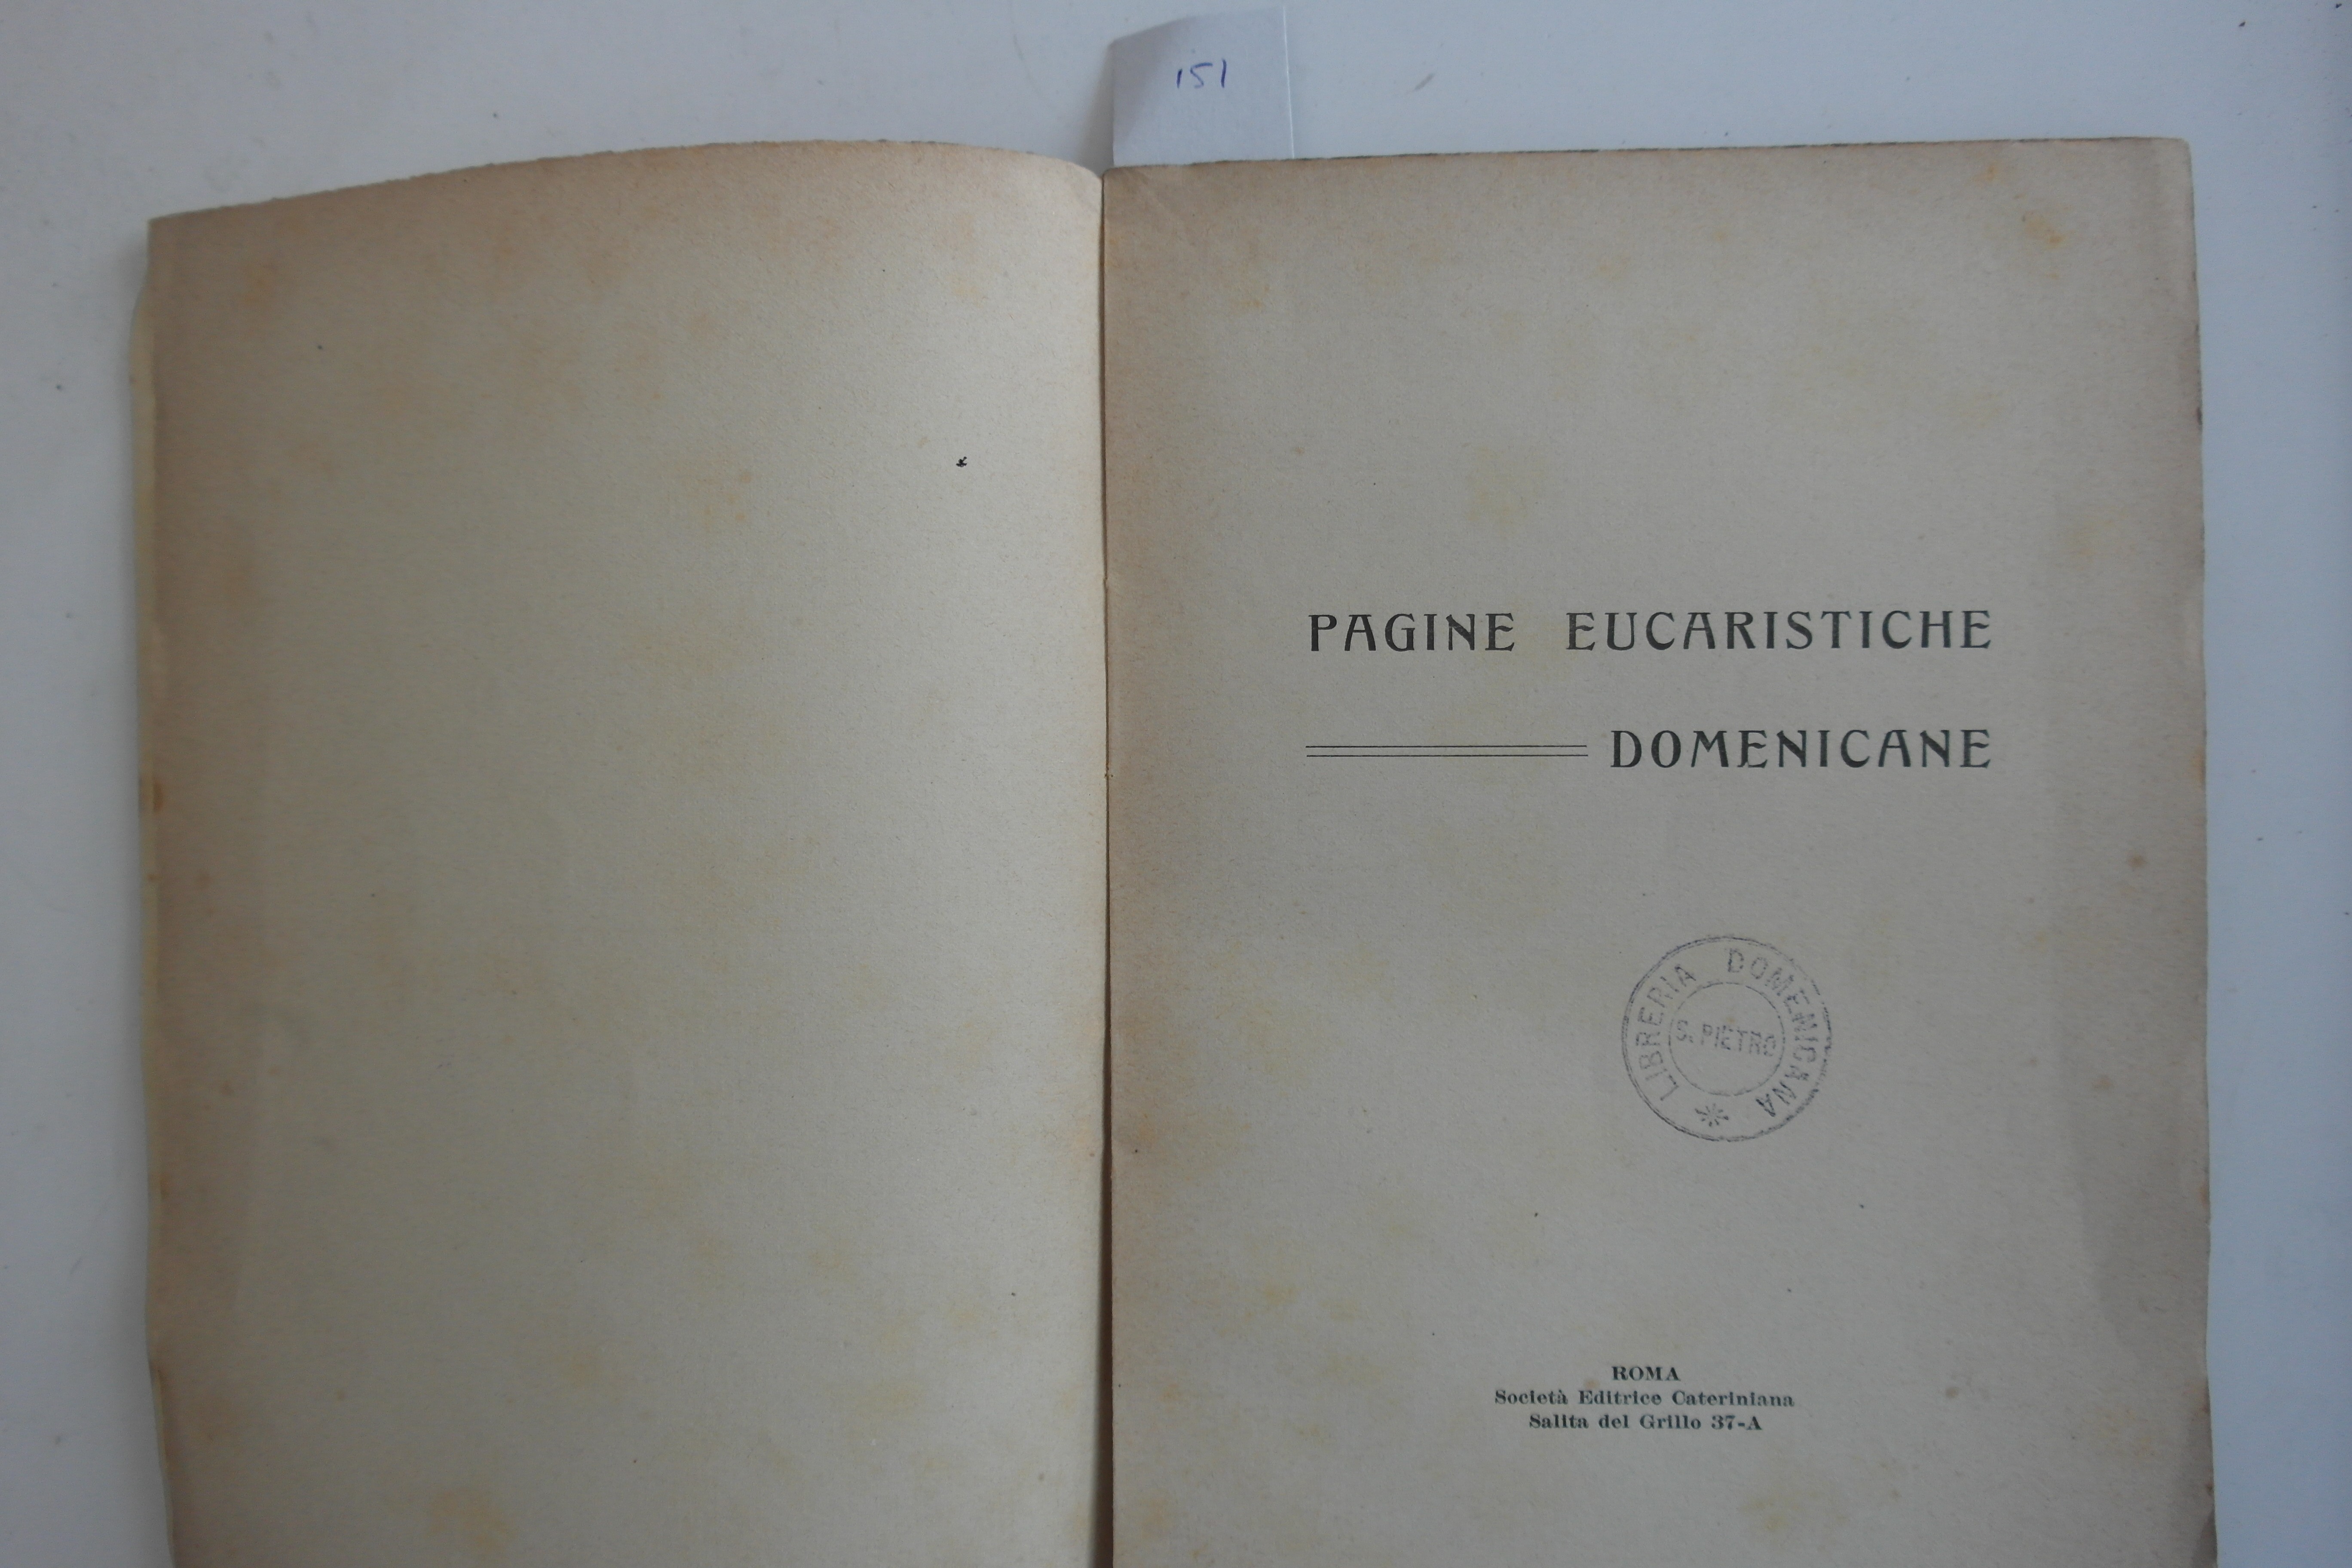 151
PAGINE EUCARISTICHE
DOMENICANE
LIBRERIA DOMENICANA
S. PIETRO
ROMA
Società Editrice Cateriniana
Salita del Grillo 37-A